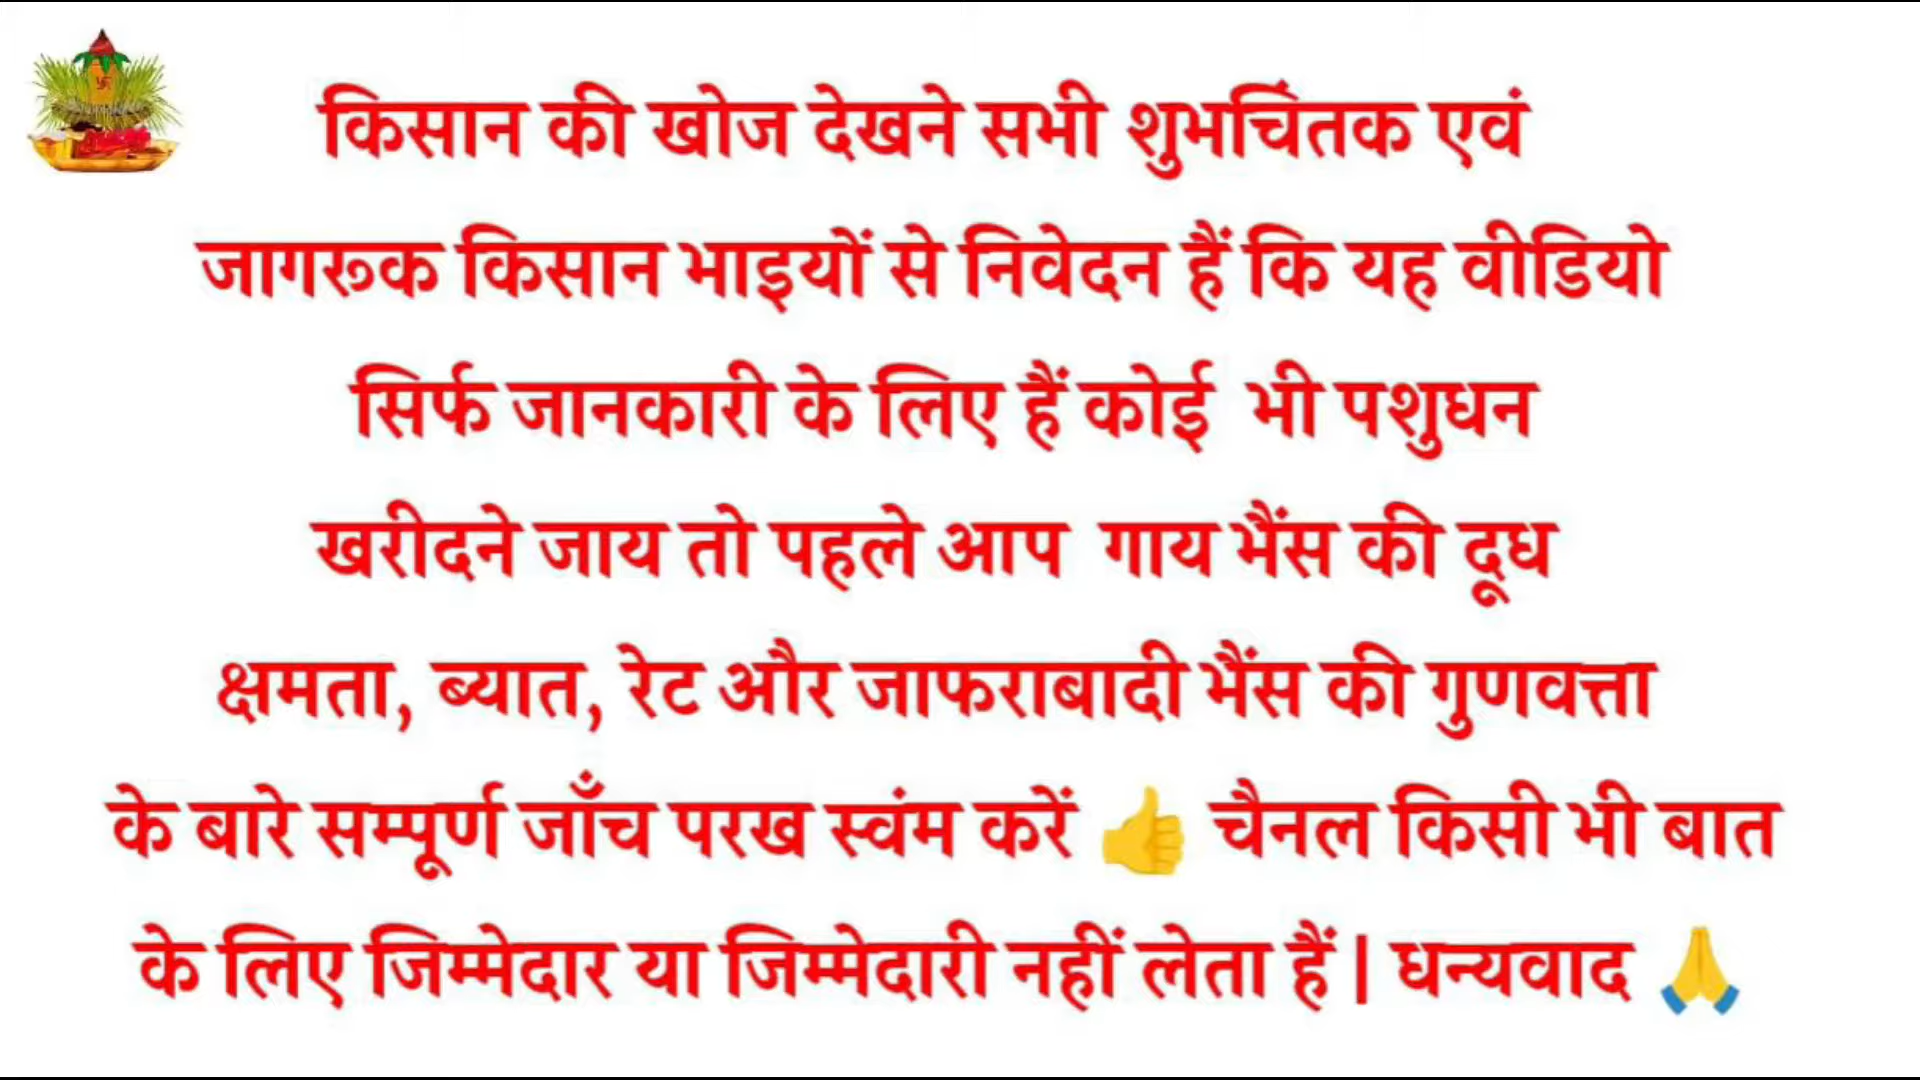 किसान की खोज देखने सभी शुभचिंतक एवं
जागरूक किसान भाइयों से निवेदन हैं कि यह वीडियो
सिर्फ जानकारी के लिए हैं कोई भी पशुधन
खरीदने जाय तो पहले आप गाय भैंस की दूध
क्षमता, ब्यात, रेट और जाफराबादी भैंस की गुणवत्ता
के बारे सम्पूर्ण जाँच परख स्वंम करें 👍 चैनल किसी भी बात
के लिए जिम्मेदार या जिम्मेदारी नहीं लेता हैं | धन्यवाद 🙏